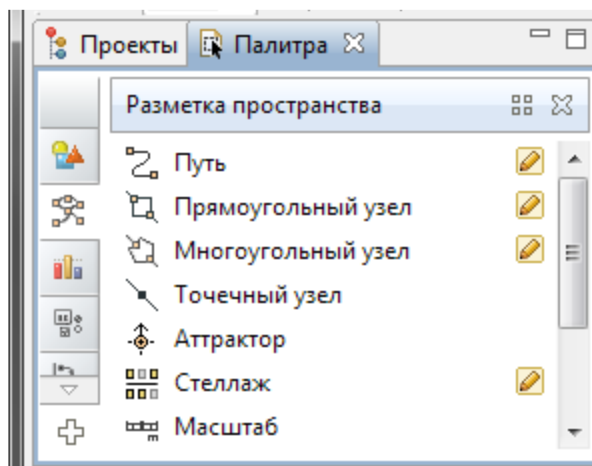 Проекты Палитра
Разметка пространства
Путь
Прямоугольный узел
Многоугольный узел
Точечный узел
Аттрактор
Стеллаж
Масштаб